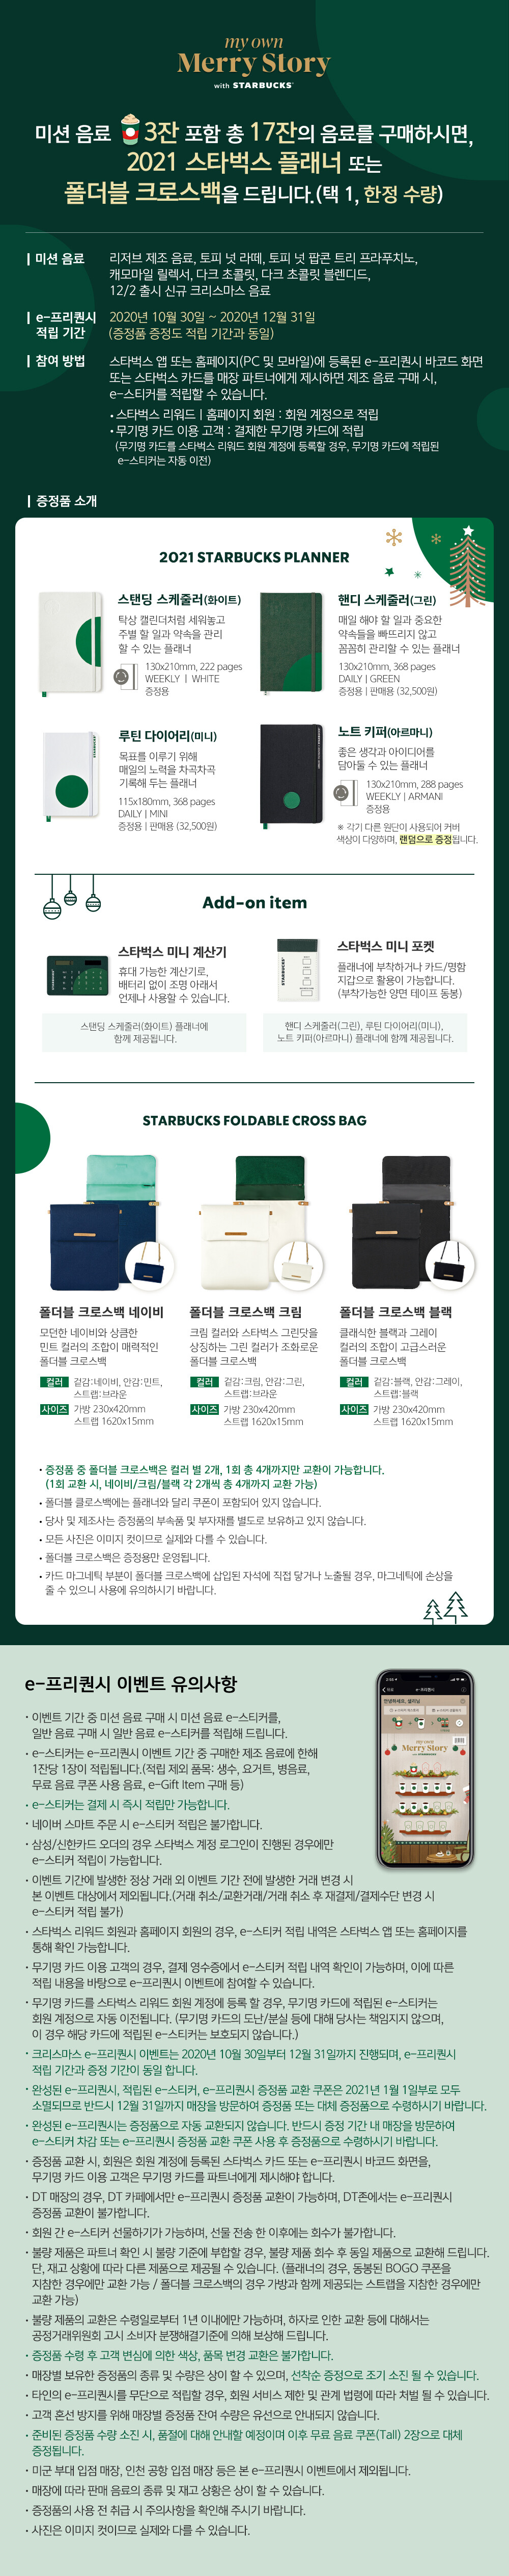 my own
Merry Story
with STARBUCKS
미션 음료 3잔 포함 총 17잔의 음료를 구매하시면,
2021 스타벅스 플래너 또는
폴더블 크로스백을 드립니다.(택 1, 한정 수량)
미션 음료
리저브 제조 음료, 토피 넛 라떼, 토피 넛 팝콘 트리 프라푸치노,
캐모마일 릴렉서, 다크 초콜릿, 다크 초콜릿 블렌디드,
12/2 출시 신규 크리스마스 음료
e-프리퀀시
적립 기간
2020년 10월 30일 ~ 2020년 12월 31일
(증정품 증정도 적립 기간과 동일)
참여 방법
스타벅스 앱 또는 홈페이지(PC 및 모바일)에 등록된 e-프리퀀시 바코드 화면
또는 스타벅스 카드를 매장 파트너에게 제시하면 제조 음료 구매 시,
e-스티커를 적립할 수 있습니다.
• 스타벅스 리워드 | 홈페이지 회원 : 회원 계정으로 적립
• 무기명 카드 이용 고객 : 결제한 무기명 카드에 적립
(무기명 카드를 스타벅스 리워드 회원 계정에 등록할 경우, 무기명 카드에 적립된
e-스티커는 자동 이전)
증정품 소개
2021 STARBUCKS PLANNER
스탠딩 스케줄러(화이트)
탁상 캘린더처럼 세워놓고
주별 할 일과 약속을 관리
할 수 있는 플래너
130x210mm, 222 pages
WEEKLY | WHITE
증정용
핸디 스케줄러(그린)
매일 해야 할 일과 중요한
약속들을 빠뜨리지 않고
꼼꼼히 관리할 수 있는 플래너
130x210mm, 368 pages
DAILY | GREEN
증정용 | 판매용 (32,500원)
루틴 다이어리(미니)
목표를 이루기 위해
매일의 노력을 차곡차곡
기록해 두는 플래너
115x180mm, 368 pages
DAILY | MINI
증정용 | 판매용 (32,500원)
노트 키퍼(아르마니)
좋은 생각과 아이디어를
담아둘 수 있는 플래너
130x210mm, 288 pages
WEEKLY | ARMANI
증정용
※ 각기 다른 원단이 사용되어 커버
색상이 다양하며, 랜덤으로 증정됩니다.
Add-on item
스타벅스 미니 계산기
휴대 가능한 계산기로,
배터리 없이 조명 아래서
언제나 사용할 수 있습니다.
스탠딩 스케줄러(화이트) 플래너에
함께 제공됩니다.
STARBUCKS
스타벅스 미니 포켓
플래너에 부착하거나 카드/명함
지갑으로 활용이 가능합니다.
(부착가능한 양면 테이프 동봉)
핸디 스케줄러(그린), 루틴 다이어리(미니),
노트 키퍼(아르마니) 플래너에 함께 제공됩니다.
STARBUCKS FOLDABLE CROSS BAG
폴더블 크로스백 네이비
모던한 네이비와 상큼한
민트 컬러의 조합이 매력적인
폴더블 크로스백
컬러 겉감:네이비, 안감:민트,
스트랩:브라운
사이즈 가방 230x420mm
스트랩 1620x15mm
폴더블 크로스백 크림
크림 컬러와 스타벅스 그린닷을
상징하는 그린 컬러가 조화로운
폴더블 크로스백
컬러 겉감:크림, 안감:그린,
스트랩:브라운
사이즈 가방 230x420mm
스트랩 1620x15mm
폴더블 크로스백 블랙
클래식한 블랙과 그레이
컬러의 조합이 고급스러운
폴더블 크로스백
컬러 겉감:블랙, 안감:그레이,
스트랩:블랙
사이즈 가방 230x420mm
스트랩 1620x15mm
• 증정품 중 폴더블 크로스백은 컬러 별 2개, 1회 총 4개까지만 교환이 가능합니다.
(1회 교환 시, 네이비/크림/블랙 각 2개씩 총 4개까지 교환 가능)
• 폴더블 클로스백에는 플래너와 달리 쿠폰이 포함되어 있지 않습니다.
• 당사 및 제조사는 증정품의 부속품 및 부자재를 별도로 보유하고 있지 않습니다.
• 모든 사진은 이미지 컷이므로 실제와 다를 수 있습니다.
• 폴더블 크로스백은 증정용만 운영됩니다.
• 카드 마그네틱 부분이 폴더블 크로스백에 삽입된 자석에 직접 닿거나 노출될 경우, 마그네틱에 손상을
줄 수 있으니 사용에 유의하시기 바랍니다.
e-프리퀀시 이벤트 유의사항
• 이벤트 기간 중 미션 음료 구매 시 미션 음료 e-스티커를,
일반 음료 구매 시 일반 음료 e-스티커를 적립해 드립니다.
• e-스티커는 e-프리퀀시 이벤트 기간 중 구매한 제조 음료에 한해
1잔당 1장이 적립됩니다.(적립 제외 품목: 생수, 요거트, 병음료,
무료 음료 쿠폰 사용 음료, e-Gift Item 구매 등)
• e-스티커는 결제 시 즉시 적립만 가능합니다.
• 네이버 스마트 주문 시 e-스티커 적립은 불가합니다.
• 삼성/신한카드 오더의 경우 스타벅스 계정 로그인이 진행된 경우에만
e-스티커 적립이 가능합니다.
• 이벤트 기간에 발생한 정상 거래 외 이벤트 기간 전에 발생한 거래 변경 시
본 이벤트 대상에서 제외됩니다.(거래 취소/교환거래/거래 취소 후 재결제/결제수단 변경 시
e-스티커 적립 불가)
• 스타벅스 리워드 회원과 홈페이지 회원의 경우, e-스티커 적립 내역은 스타벅스 앱 또는 홈페이지를
통해 확인 가능합니다.
• 무기명 카드 이용 고객의 경우, 결제 영수증에서 e-스티커 적립 내역 확인이 가능하며, 이에 따른
적립 내용을 바탕으로 e-프리퀀시 이벤트에 참여할 수 있습니다.
• 무기명 카드를 스타벅스 리워드 회원 계정에 등록 할 경우, 무기명 카드에 적립된 e-스티커는
회원 계정으로 자동 이전됩니다. (무기명 카드의 도난/분실 등에 대해 당사는 책임지지 않으며,
이 경우 해당 카드에 적립된 e-스티커는 보호되지 않습니다.)
• 크리스마스 e-프리퀀시 이벤트는 2020년 10월 30일부터 12월 31일까지 진행되며, e-프리퀀시
적립 기간과 증정 기간이 동일 합니다.
• 완성된 e-프리퀀시, 적립된 e-스티커, e-프리퀀시 증정품 교환 쿠폰은 2021년 1월 1일부로 모두
소멸되므로 반드시 12월 31일까지 매장을 방문하여 증정품 또는 대체 증정품으로 수령하시기 바랍니다.
• 완성된 e-프리퀀시는 증정품으로 자동 교환되지 않습니다. 반드시 증정 기간 내 매장을 방문하여
e-스티커 차감 또는 e-프리퀀시 증정품 교환 쿠폰 사용 후 증정품으로 수령하시기 바랍니다.
• 증정품 교환 시, 회원은 회원 계정에 등록된 스타벅스 카드 또는 e-프리퀀시 바코드 화면을,
무기명 카드 이용 고객은 무기명 카드를 파트너에게 제시해야 합니다.
• DT 매장의 경우, DT 카페에서만 e-프리퀀시 증정품 교환이 가능하며, DT존에서는 e-프리퀀시
증정품 교환이 불가합니다.
• 회원 간 e-스티커 선물하기가 가능하며, 선물 전송 한 이후에는 회수가 불가합니다.
• 불량 제품은 파트너 확인 시 불량 기준에 부합할 경우, 불량 제품 회수 후 동일 제품으로 교환해 드립니다.
단, 재고 상황에 따라 다른 제품으로 제공될 수 있습니다. (플래너의 경우, 동봉된 BOGO 쿠폰을
지참한 경우에만 교환 가능 / 폴더블 크로스백의 경우 가방과 함께 제공되는 스트랩을 지참한 경우에만
교환 가능)
• 불량 제품의 교환은 수령일로부터 1년 이내에만 가능하며, 하자로 인한 교환 등에 대해서는
공정거래위원회 고시 소비자 분쟁해결기준에 의해 보상해 드립니다.
• 증정품 수령 후 고객 변심에 의한 색상, 품목 변경 교환은 불가합니다.
• 매장별 보유한 증정품의 종류 및 수량은 상이 할 수 있으며, 선착순 증정으로 조기 소진 될 수 있습니다.
• 타인의 e-프리퀀시를 무단으로 적립할 경우, 회원 서비스 제한 및 관계 법령에 따라 처벌 될 수 있습니다.
• 고객 혼선 방지를 위해 매장별 증정품 잔여 수량은 유선으로 안내되지 않습니다.
• 준비된 증정품 수량 소진 시, 품절에 대해 안내할 예정이며 이후 무료 음료 쿠폰(Tall) 2장으로 대체
증정됩니다.
• 미군 부대 입점 매장, 인천 공항 입점 매장 등은 본 e-프리퀀시 이벤트에서 제외됩니다.
• 매장에 따라 판매 음료의 종류 및 재고 상황은 상이 할 수 있습니다.
• 증정품의 사용 전 취급 시 주의사항을 확인해 주시기 바랍니다.
• 사진은 이미지 컷이므로 실제와 다를 수 있습니다.